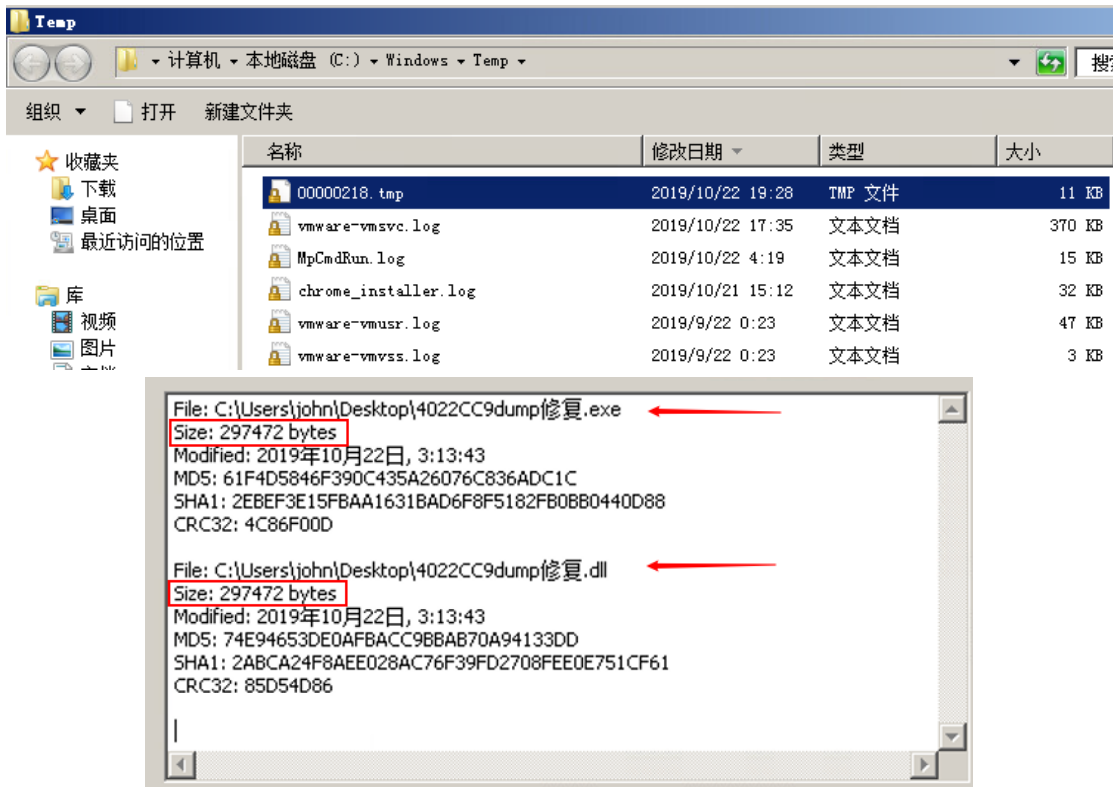 Temp
计算机 本地磁盘 (C:) Windows Temp
搜索
组织 打开 新建文件夹
收藏夹
下载
桌面
最近访问的位置
库
视频
图片
名称 修改日期 类型 大小
00000218.tmp 2019/10/22 19:28 TMP 文件 11 KB
vmware-vmsvc.log 2019/10/22 17:35 文本文档 370 KB
MpCmdRun.log 2019/10/22 4:19 文本文档 15 KB
chrome_installer.log 2019/10/21 15:12 文本文档 32 KB
vmware-vmusr.log 2019/9/22 0:23 文本文档 47 KB
vmware-vmvss.log 2019/9/22 0:23 文本文档 3 KB
File: C:\Users\john\Desktop\4022CC9dump修复.exe
Size: 297472 bytes
Modified: 2019年10月22日, 3:13:43
MD5: 61F4D5846F390C435A26076C836ADC1C
SHA1: 2EBEF3E15FBAA1631BAD6F8F5182FB0BB0440D88
CRC32: 4C86F00D
File: C:\Users\john\Desktop\4022CC9dump修复.dll
Size: 297472 bytes
Modified: 2019年10月22日, 3:13:43
MD5: 74E94653DE0AFBACC9BBAB70A94133DD
SHA1: 2ABCA24F8AEE028AC76F39FD2708FEE0E751CF61
CRC32: 85D54D86